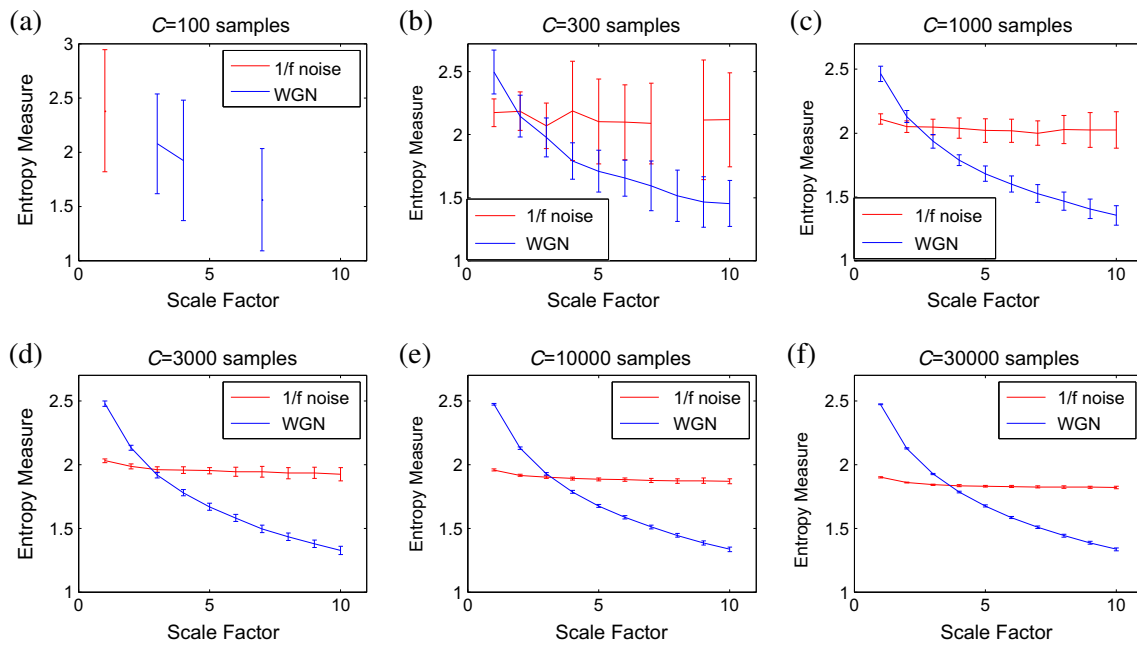 (a)
C=100 samples
Entropy Measure
3
2.5
2
1.5
1
1/f noise
WGN
0
5
10
Scale Factor
(b)
C=300 samples
Entropy Measure
2.5
2
1.5
1
1/f noise
WGN
0
5
10
Scale Factor
(c)
C=1000 samples
Entropy Measure
2.5
2
1.5
1
1/f noise
WGN
0
5
10
Scale Factor
(d)
C=3000 samples
Entropy Measure
2.5
2
1.5
1
1/f noise
WGN
0
5
10
Scale Factor
(e)
C=10000 samples
Entropy Measure
2.5
2
1.5
1
1/f noise
WGN
0
5
10
Scale Factor
(f)
C=30000 samples
Entropy Measure
2.5
2
1.5
1
1/f noise
WGN
0
5
10
Scale Factor